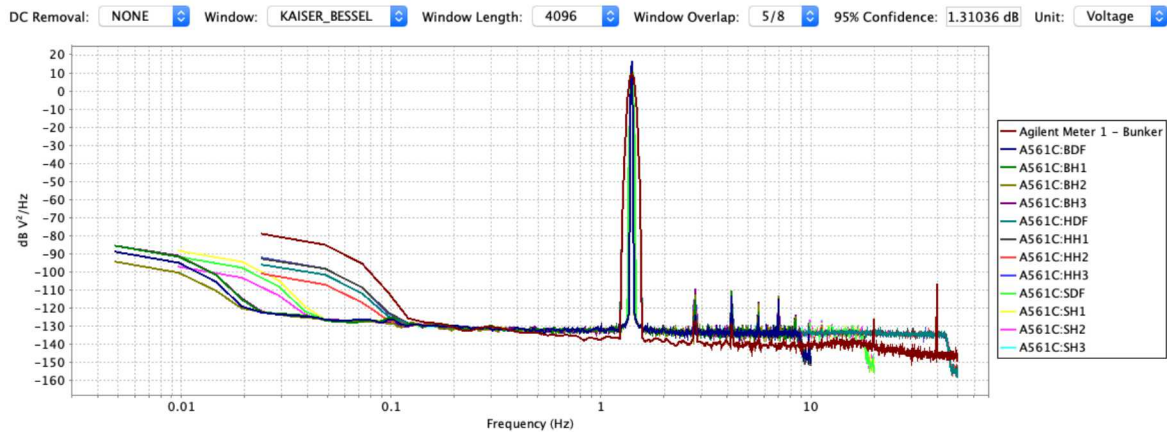 DC Removal: NONE Window: KAISER_BESSEL Window Length: 4096 Window Overlap: 5/8 95% Confidence: 1.31036 dB Unit: Voltage
20
10
0
-10
-20
-30
-40
-50
-60
-70
-80
-90
-100
-110
-120
-130
-140
-150
-160
dB V²/Hz
0.01 0.1 1 10
Frequency (Hz)
Agilent Meter 1 - Bunker
A561C:BDF
A561C:BH1
A561C:BH2
A561C:BH3
A561C:HDF
A561C:HH1
A561C:HH2
A561C:HH3
A561C:SDF
A561C:SH1
A561C:SH2
A561C:SH3